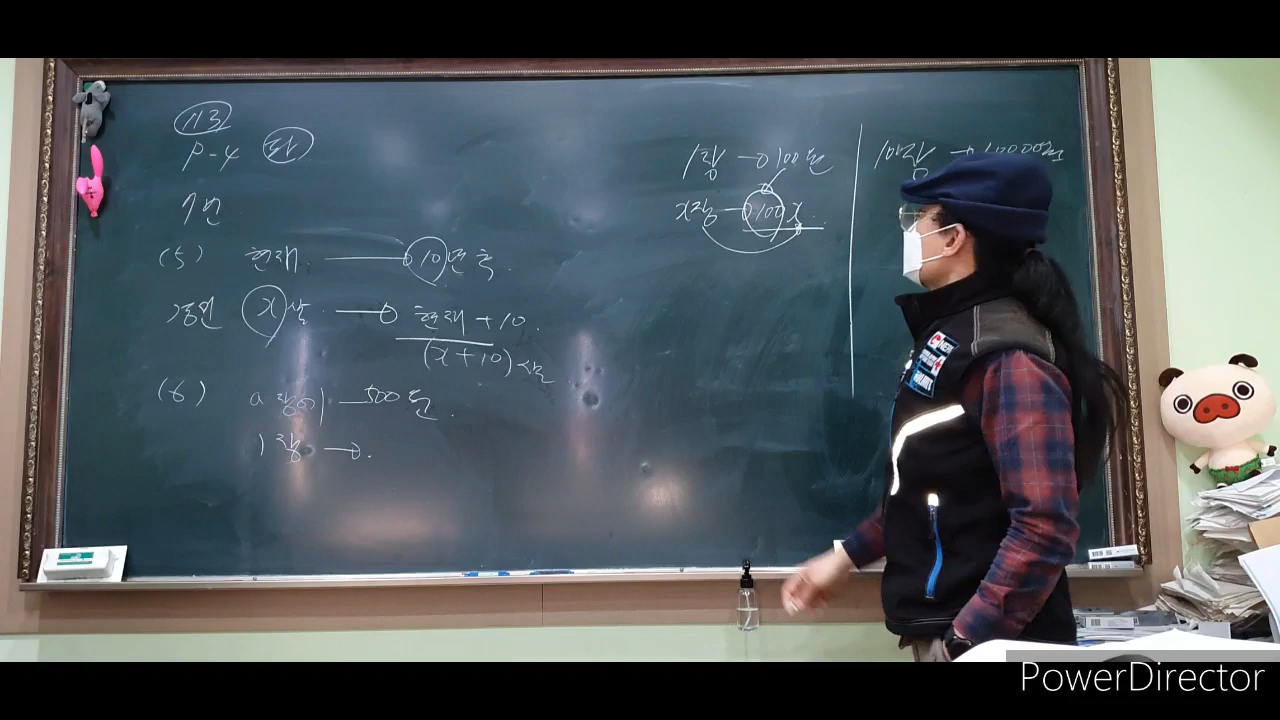 113
P-4
7번
(5) 현재 10년 후.
경민 x살 현재+10.
(x+10)살
(6) a장이 500원.
1장
1장 100원
x장 100x.
PowerDirector